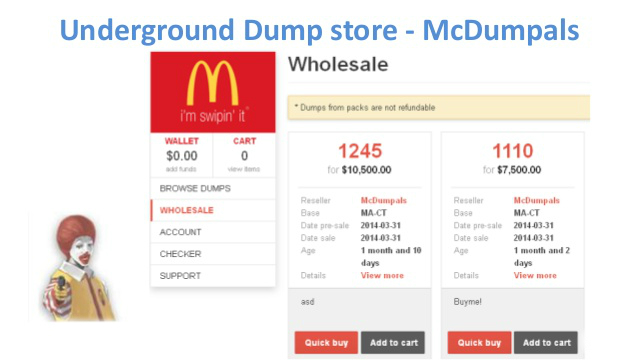 Underground Dump store - McDumpals
i'm swipin' it
WALLET
$0.00
add funds
CART
0
view items
BROWSE DUMPS
WHOLESALE
ACCOUNT
CHECKER
SUPPORT
Wholesale
* Dumps from packs are not refundable
1245
for $10,500.00
Reseller McDumpals
Base MA-CT
Date pre-sale 2014-03-31
Date sale 2014-03-31
Age 1 month and 10
days
Details View more
asd
Quick buy Add to cart
1110
for $7,500.00
Reseller McDumpals
Base MA-CT
Date pre-sale 2014-03-31
Date sale 2014-03-31
Age 1 month and 2
days
Details View more
Buyme!
Quick buy Add to cart